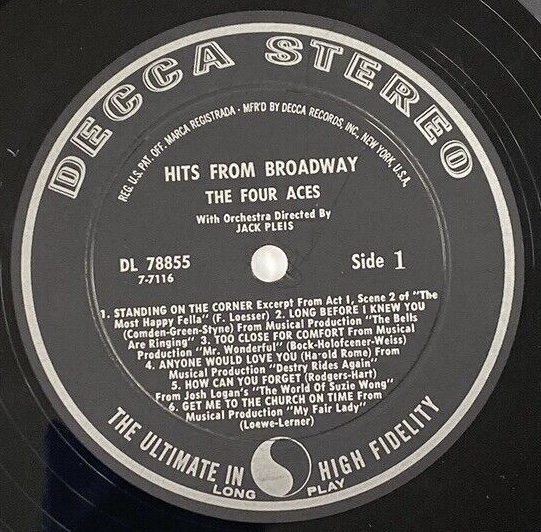 DECCA STEREO
REG. U.S. PAT. OFF. MARCA REGISTRADA · MFR'D BY DECCA RECORDS, INC., NEW YORK, U.S.A.
HITS FROM BROADWAY
THE FOUR ACES
With Orchestra Directed By
JACK PLEIS
DL 78855
7-7116
Side 1
1. STANDING ON THE CORNER Excerpt From Act I, Scene 2 of "The
Most Happy Fella" (F. Loesser) 2. LONG BEFORE I KNEW YOU
(Comden-Green-Styne) From Musical Production "The Bells
Are Ringing" 3. TOO CLOSE FOR COMFORT From Musical
Production "Mr. Wonderful" (Bock-Holofcener-Weiss)
4. ANYONE WOULD LOVE YOU (Harold Rome) From
Musical Production "Destry Rides Again"
5. HOW CAN YOU FORGET (Rodgers-Hart)
From Josh Logan's "The World Of Suzie Wong"
6. GET ME TO THE CHURCH ON TIME From
Musical Production "My Fair Lady"
(Loewe-Lerner)
THE ULTIMATE IN HIGH FIDELITY
LONG PLAY